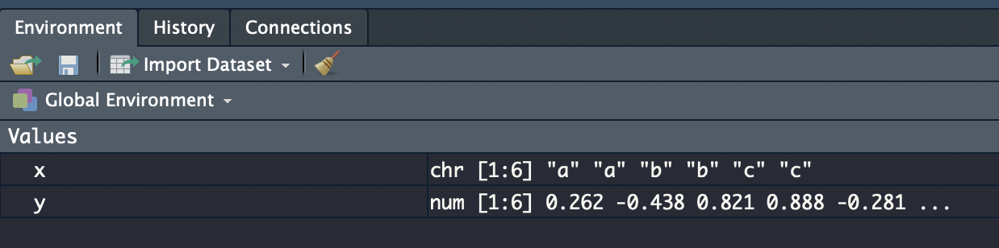 Environment History Connections
Import Dataset
Global Environment
Values
x chr [1:6] "a" "a" "b" "b" "c" "c"
y num [1:6] 0.262 -0.438 0.821 0.888 -0.281 ...